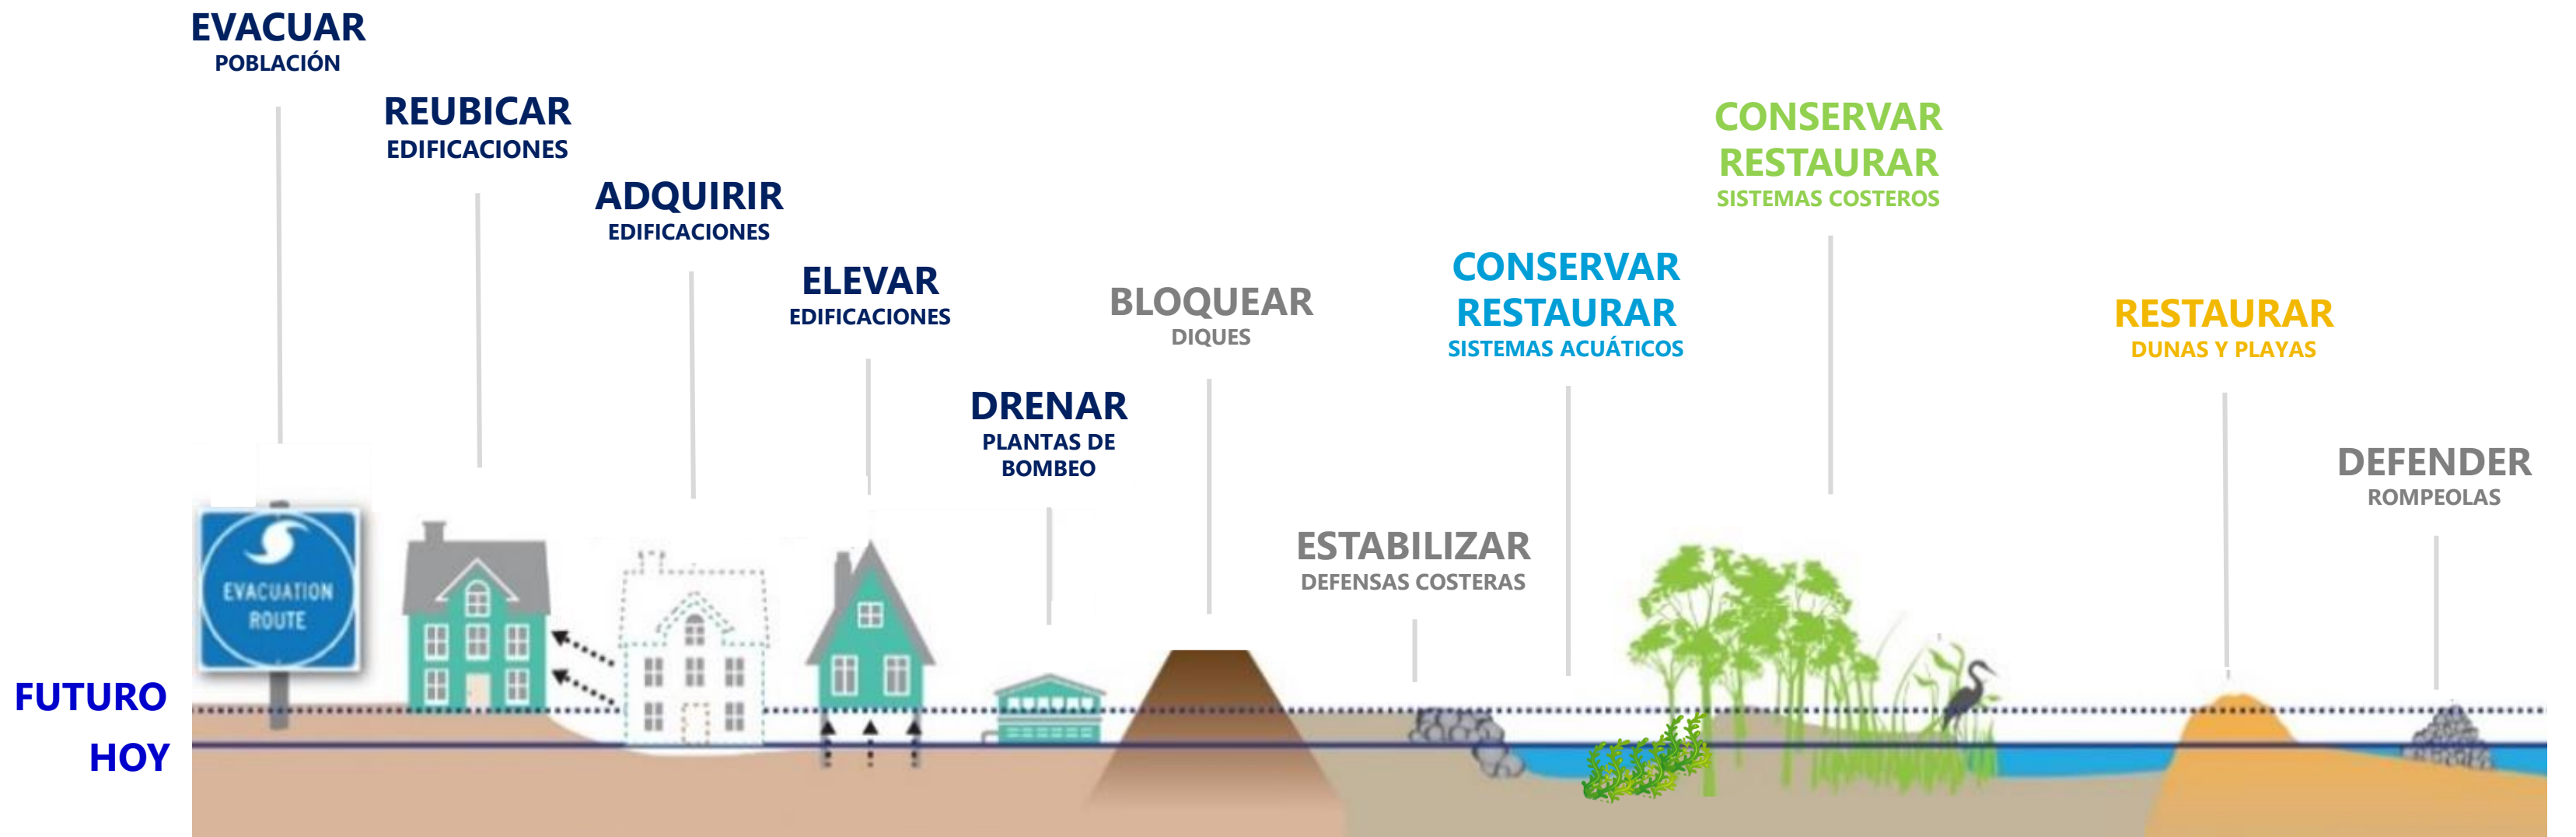 EVACUAR
POBLACIÓN
REUBICAR
EDIFICACIONES
ADQUIRIR
EDIFICACIONES
ELEVAR
EDIFICACIONES
DRENAR
PLANTAS DE
BOMBEO
BLOQUEAR
DIQUES
ESTABILIZAR
DEFENSAS COSTERAS
CONSERVAR
RESTAURAR
SISTEMAS ACUÁTICOS
CONSERVAR
RESTAURAR
SISTEMAS COSTEROS
RESTAURAR
DUNAS Y PLAYAS
DEFENDER
ROMPEOLAS
EVACUATION
ROUTE
FUTURO
HOY